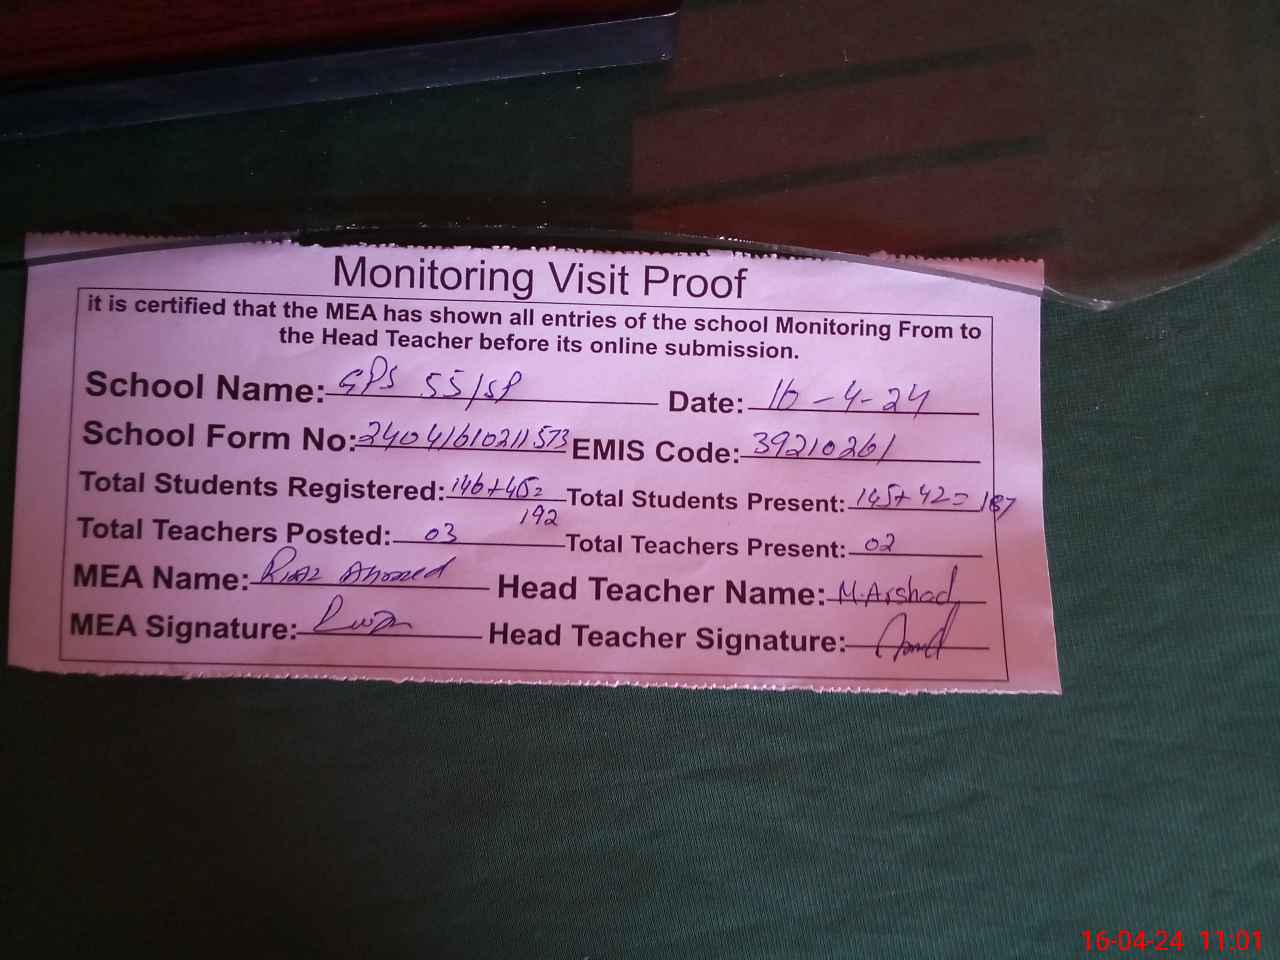 Monitoring Visit Proof
it is certified that the MEA has shown all entries of the school Monitoring From to
the Head Teacher before its online submission.
School Name: GPS 55/SP Date: 16-4-24
School Form No: 24041610211573 EMIS Code: 39210261
Total Students Registered: 146+46= Total Students Present: 145+42=187
192
Total Teachers Posted: 03 Total Teachers Present: 02
MEA Name: Riaz Ahmed Head Teacher Name: M.Arshad
MEA Signature: Head Teacher Signature:
16-04-24 11:01